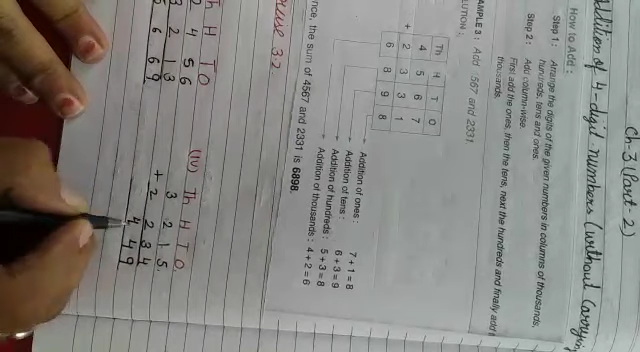 Ch-3 (Part-2)
Addition of 4-digit numbers (without Carrying
How to Add :
Step 1 : Arrange the digits of the given numbers in columns of thousands,
hundreds, tens and ones.
Step 2 : Add column-wise.
First add the ones, then the tens, next the hundreds and finally add
thousands.
AMPLE 3 : Add 567 and 2331.
LUTION :
Th H T O
4 5 6 7
+ 2 3 3 1
6 8 9 8
Addition of ones : 7 + 1 = 8
Addition of tens : 6 + 3 = 9
Addition of hundreds : 5 + 3 = 8
Addition of thousands : 4 + 2 = 6
nce, the sum of 4567 and 2331 is 6898.
3.2
Th H T O
2 4 5 6
3 2 1 3
5 6 6 9
(iv) Th H T O
3 2 1 5
+ 2 2 3 4
4 4 9